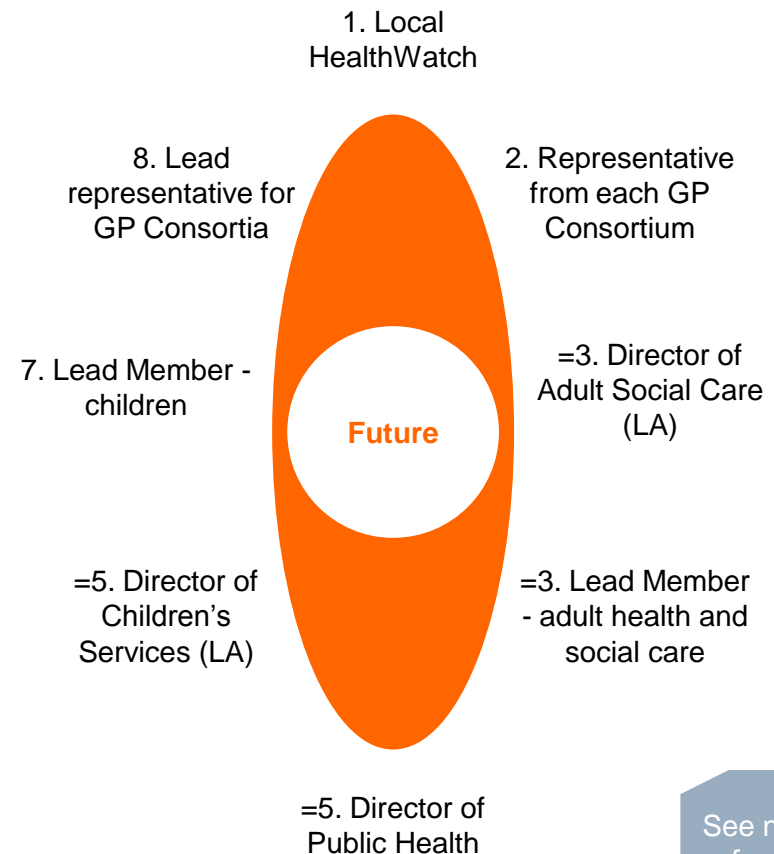 1. Local
HealthWatch
8. Lead
representative for
GP Consortia
2. Representative
from each GP
Consortium
7. Lead Member -
children
Future
=3. Director of
Adult Social Care
(LA)
=5. Director of
Children’s
Services (LA)
=3. Lead Member
- adult health and
social care
=5. Director of
Public Health
See